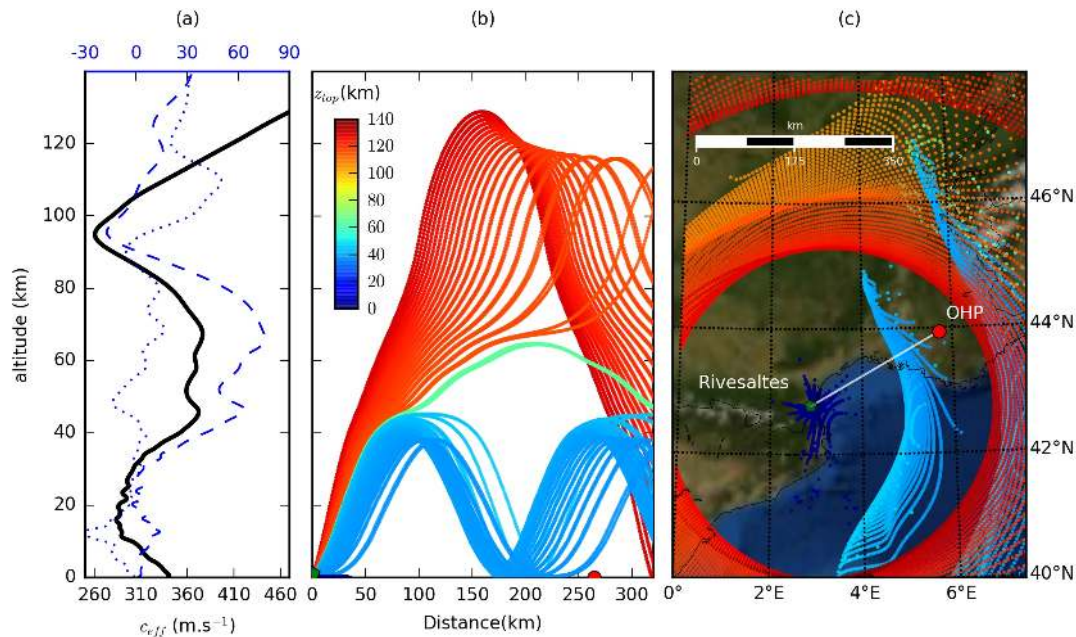 (a)
(b)
(c)
-30 0 30 60 90
z_top(km)
140
120
100
80
60
40
20
0
km
0 175 350
120
100
80
60
40
20
0
altitude (km)
46°N
44°N
42°N
40°N
OHP
Rivesaltes
260 310 360 410 460
c_eff (m.s⁻¹)
0 50 100 150 200 250 300
Distance(km)
0°E 2°E 4°E 6°E